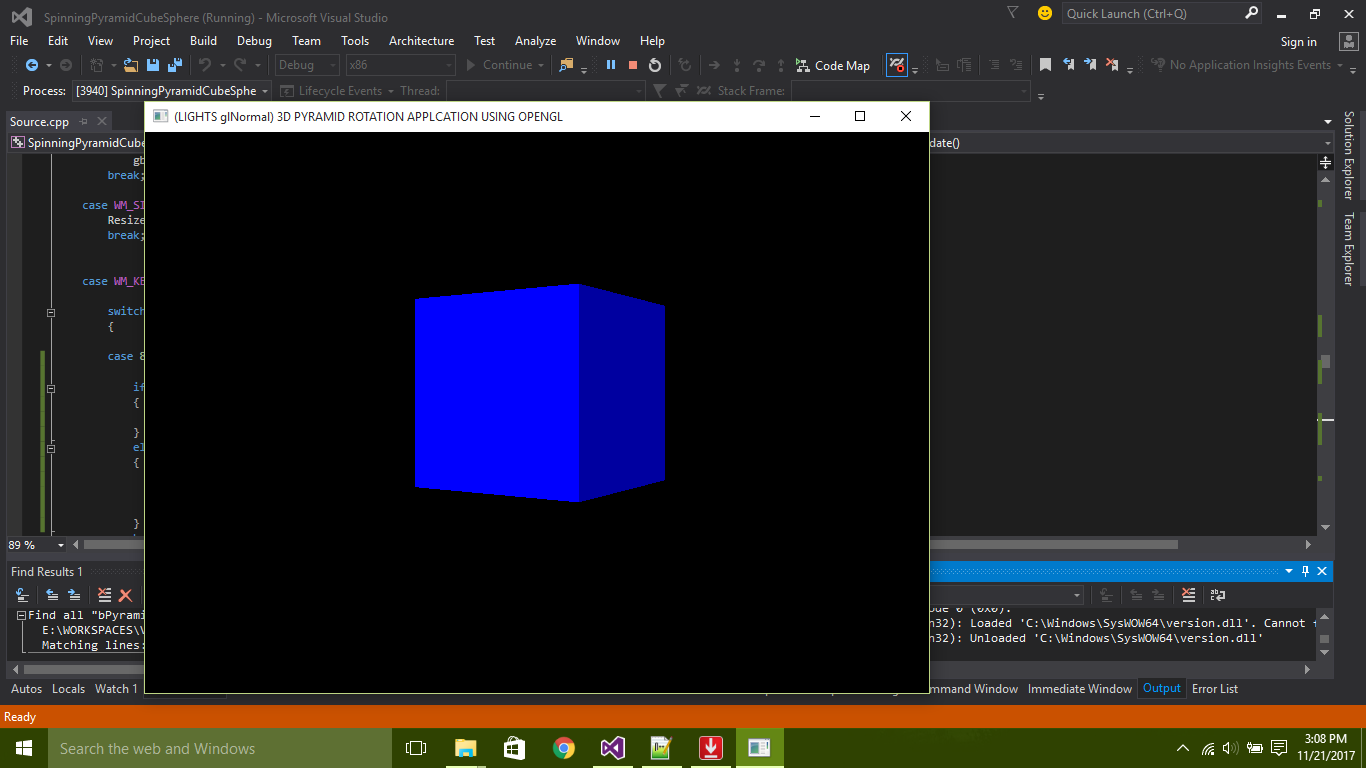 SpinningPyramidCubeSphere (Running) - Microsoft Visual Studio
Quick Launch (Ctrl+Q)
File Edit View Project Build Debug Team Tools Architecture Test Analyze Window Help
Sign in
Debug x86 Continue Code Map No Application Insights Events
Process: [3940] SpinningPyramidCubeSphe Lifecycle Events Thread: Stack Frame:
Source.cpp
(LIGHTS glNormal) 3D PYRAMID ROTATION APPLCATION USING OPENGL
SpinningPyramidCube date()
gb
break;
case WM_SI
Resize
break;
case WM_KE
switch
{
case 8
if
{
}
el
{
}
Solution Explorer
Team Explorer
89 %
Find Results 1
Find all "bPyrami
E:\WORKSPACES\V
Matching lines:
ode 0 (0x0).
n32): Loaded 'C:\Windows\SysWOW64\version.dll'. Cannot
n32): Unloaded 'C:\Windows\SysWOW64\version.dll'
Autos Locals Watch 1 mmand Window Immediate Window Output Error List
Ready
Search the web and Windows
3:08 PM
11/21/2017